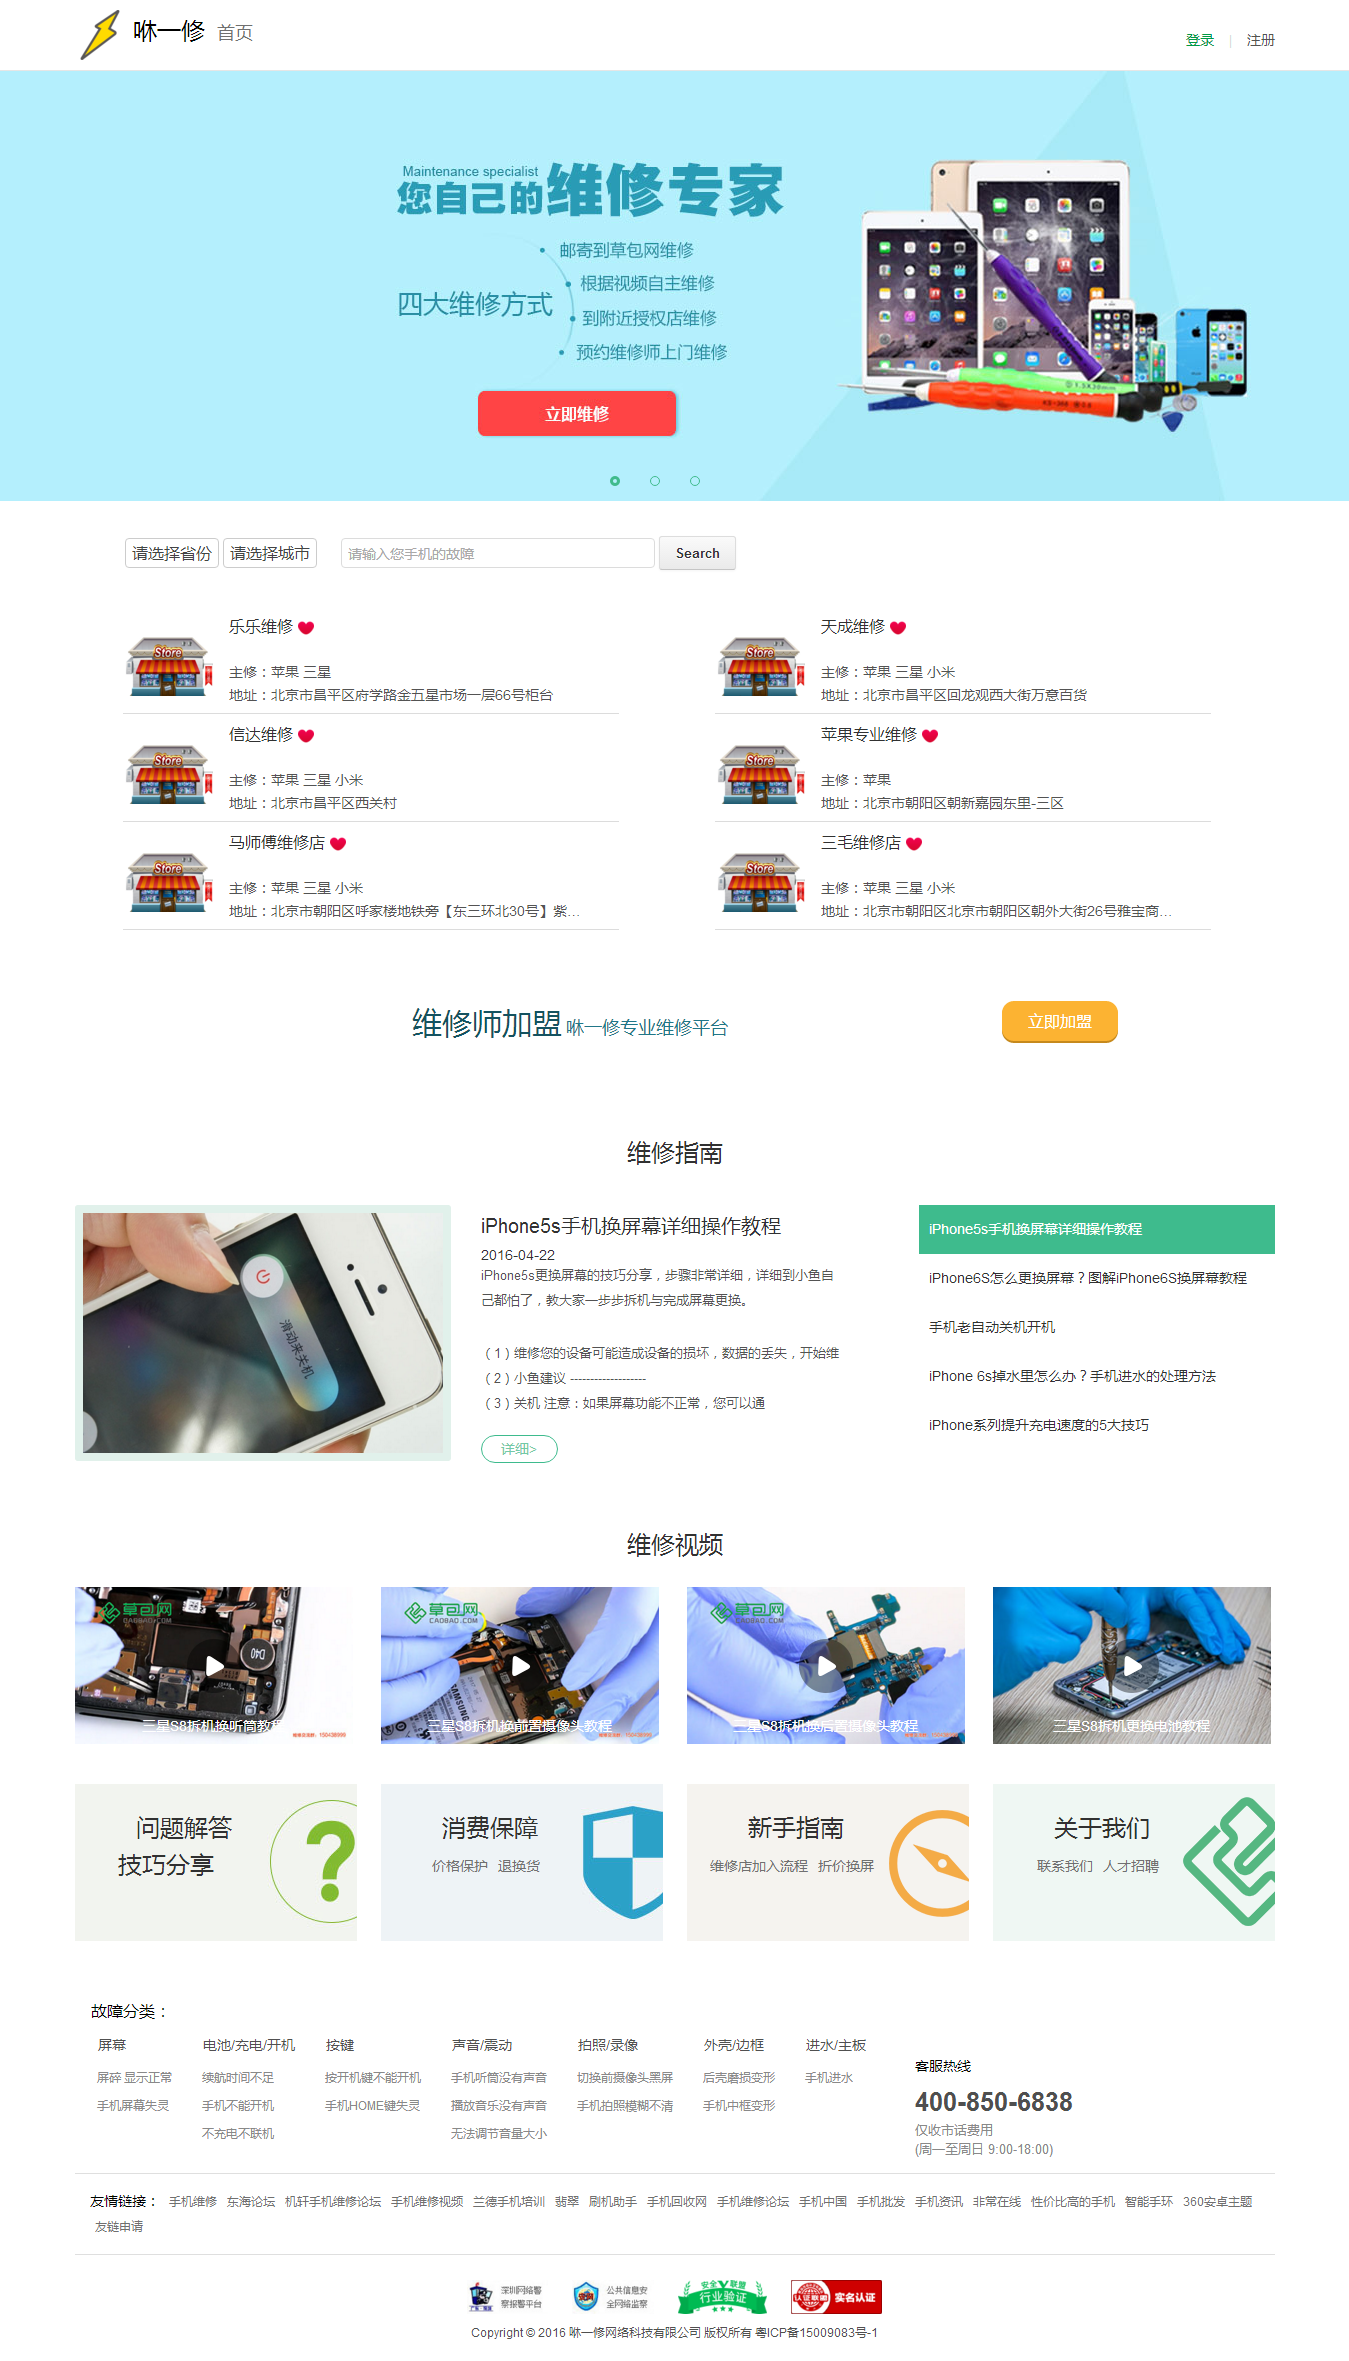 咻一修 首页
登录 | 注册
Maintenance specialist
您自己的维修专家
四大维修方式
邮寄到草包网维修
根据视频自主维修
到附近授权店维修
预约维修师上门维修
立即维修
请选择省份 请选择城市 请输入您手机的故障 Search
乐乐维修
主修：苹果 三星
地址：北京市昌平区府学路金五星市场一层66号柜台
天成维修
主修：苹果 三星 小米
地址：北京市昌平区回龙观西大街万意百货
信达维修
主修：苹果 三星 小米
地址：北京市昌平区西关村
苹果专业维修
主修：苹果
地址：北京市朝阳区朝新嘉园东里-三区
马师傅维修店
主修：苹果 三星 小米
地址：北京市朝阳区呼家楼地铁旁【东三环北30号】紫...
三毛维修店
主修：苹果 三星 小米
地址：北京市朝阳区北京市朝阳区朝外大街26号雅宝商...
Store
Store
Store
Store
Store
Store
维修师加盟 咻一修专业维修平台
立即加盟
维修指南
滑动来关机
iPhone5s手机换屏幕详细操作教程
2016-04-22
iPhone5s更换屏幕的技巧分享，步骤非常详细，详细到小鱼自
己都怕了，教大家一步步拆机与完成屏幕更换。
（1）维修您的设备可能造成设备的损坏，数据的丢失，开始维
（2）小鱼建议 -------------------
（3）关机 注意：如果屏幕功能不正常，您可以通
详细>
iPhone5s手机换屏幕详细操作教程
iPhone6S怎么更换屏幕？图解iPhone6S换屏幕教程
手机老自动关机开机
iPhone 6s掉水里怎么办？手机进水的处理方法
iPhone系列提升充电速度的5大技巧
维修视频
草包网
CAOBAO.COM
三星S8拆机换听筒教程
草包网
CAOBAO.COM
SAMSUNG
三星S8拆机换前置摄像头教程
草包网
CAOBAO.COM
三星S8拆机换后置摄像头教程
三星S8拆机更换电池教程
问题解答
技巧分享
消费保障
价格保护 退换货
新手指南
维修店加入流程 折价换屏
关于我们
联系我们 人才招聘
故障分类：
屏幕
屏碎 显示正常
手机屏幕失灵
电池/充电/开机
续航时间不足
手机不能开机
不充电不联机
按键
按开机键不能开机
手机HOME键失灵
声音/震动
手机听筒没有声音
播放音乐没有声音
无法调节音量大小
拍照/录像
切换前摄像头黑屏
手机拍照模糊不清
外壳/边框
后壳磨损变形
手机中框变形
进水/主板
手机进水
客服热线
400-850-6838
仅收市话费用
(周一至周日 9:00-18:00)
友情链接： 手机维修 东海论坛 机轩手机维修论坛 手机维修视频 兰德手机培训 翡翠 刷机助手 手机回收网 手机维修论坛 手机中国 手机批发 手机资讯 非常在线 性价比高的手机 智能手环 360安卓主题
友链申请
深圳网络警
察报警平台
公共信息安
全网络监察
安全联盟
行业验证
认证联盟
实名认证
Copyright © 2016 咻一修网络科技有限公司 版权所有 粤ICP备15009083号-1